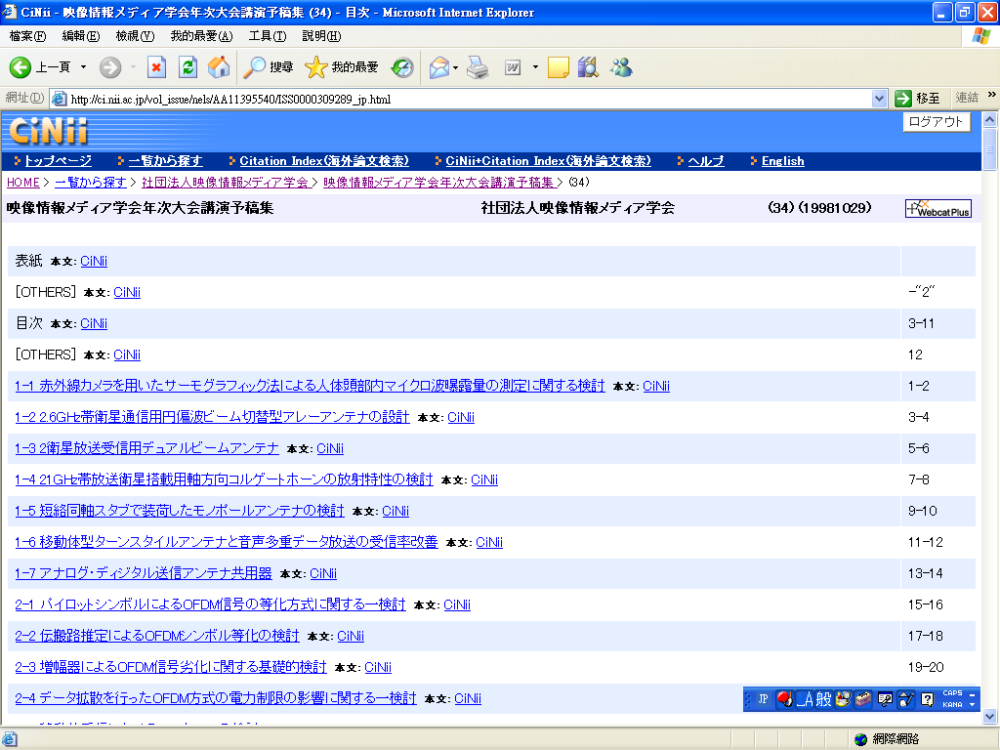 CiNii - 映像情報メディア学会年次大会講演予稿集 (34) - 目次 - Microsoft Internet Explorer
檔案(F) 編輯(E) 檢視(V) 我的最愛(A) 工具(T) 說明(H)
上一頁 搜尋 我的最愛
網址(D) http://ci.nii.ac.jp/vol_issue/nels/AA11395540/ISS0000309289_jp.html 移至 連結 »
CiNii ログアウト
トップページ 一覧から探す Citation Index(海外論文検索) CiNii+Citation Index(海外論文検索) ヘルプ English
HOME > 一覧から探す > 社団法人映像情報メディア学会 > 映像情報メディア学会年次大会講演予稿集 > (34)
映像情報メディア学会年次大会講演予稿集 社団法人映像情報メディア学会 (34) (19981029) Webcat Plus
表紙 本文: CiNii
[OTHERS] 本文: CiNii -"2"
目次 本文: CiNii 3-11
[OTHERS] 本文: CiNii 12
1-1 赤外線カメラを用いたサーモグラフィック法による人体頭部内マイクロ波曝露量の測定に関する検討 本文: CiNii 1-2
1-2 2.6GHz帯衛星通信用円偏波ビーム切替型アレーアンテナの設計 本文: CiNii 3-4
1-3 2衛星放送受信用デュアルビームアンテナ 本文: CiNii 5-6
1-4 21GHz帯放送衛星搭載用軸方向コルゲートホーンの放射特性の検討 本文: CiNii 7-8
1-5 短絡同軸スタブで装荷したモノポールアンテナの検討 本文: CiNii 9-10
1-6 移動体型ターンスタイルアンテナと音声多重データ放送の受信率改善 本文: CiNii 11-12
1-7 アナログ・ディジタル送信アンテナ共用器 本文: CiNii 13-14
2-1 パイロットシンボルによるOFDM信号の等化方式に関する一検討 本文: CiNii 15-16
2-2 伝搬路推定によるOFDMシンボル等化の検討 本文: CiNii 17-18
2-3 増幅器によるOFDM信号劣化に関する基礎的検討 本文: CiNii 19-20
2-4 データ拡散を行ったOFDM方式の電力制限の影響に関する一検討 本文: CiNii
JP _A 般 CAPS KANA
網際網路